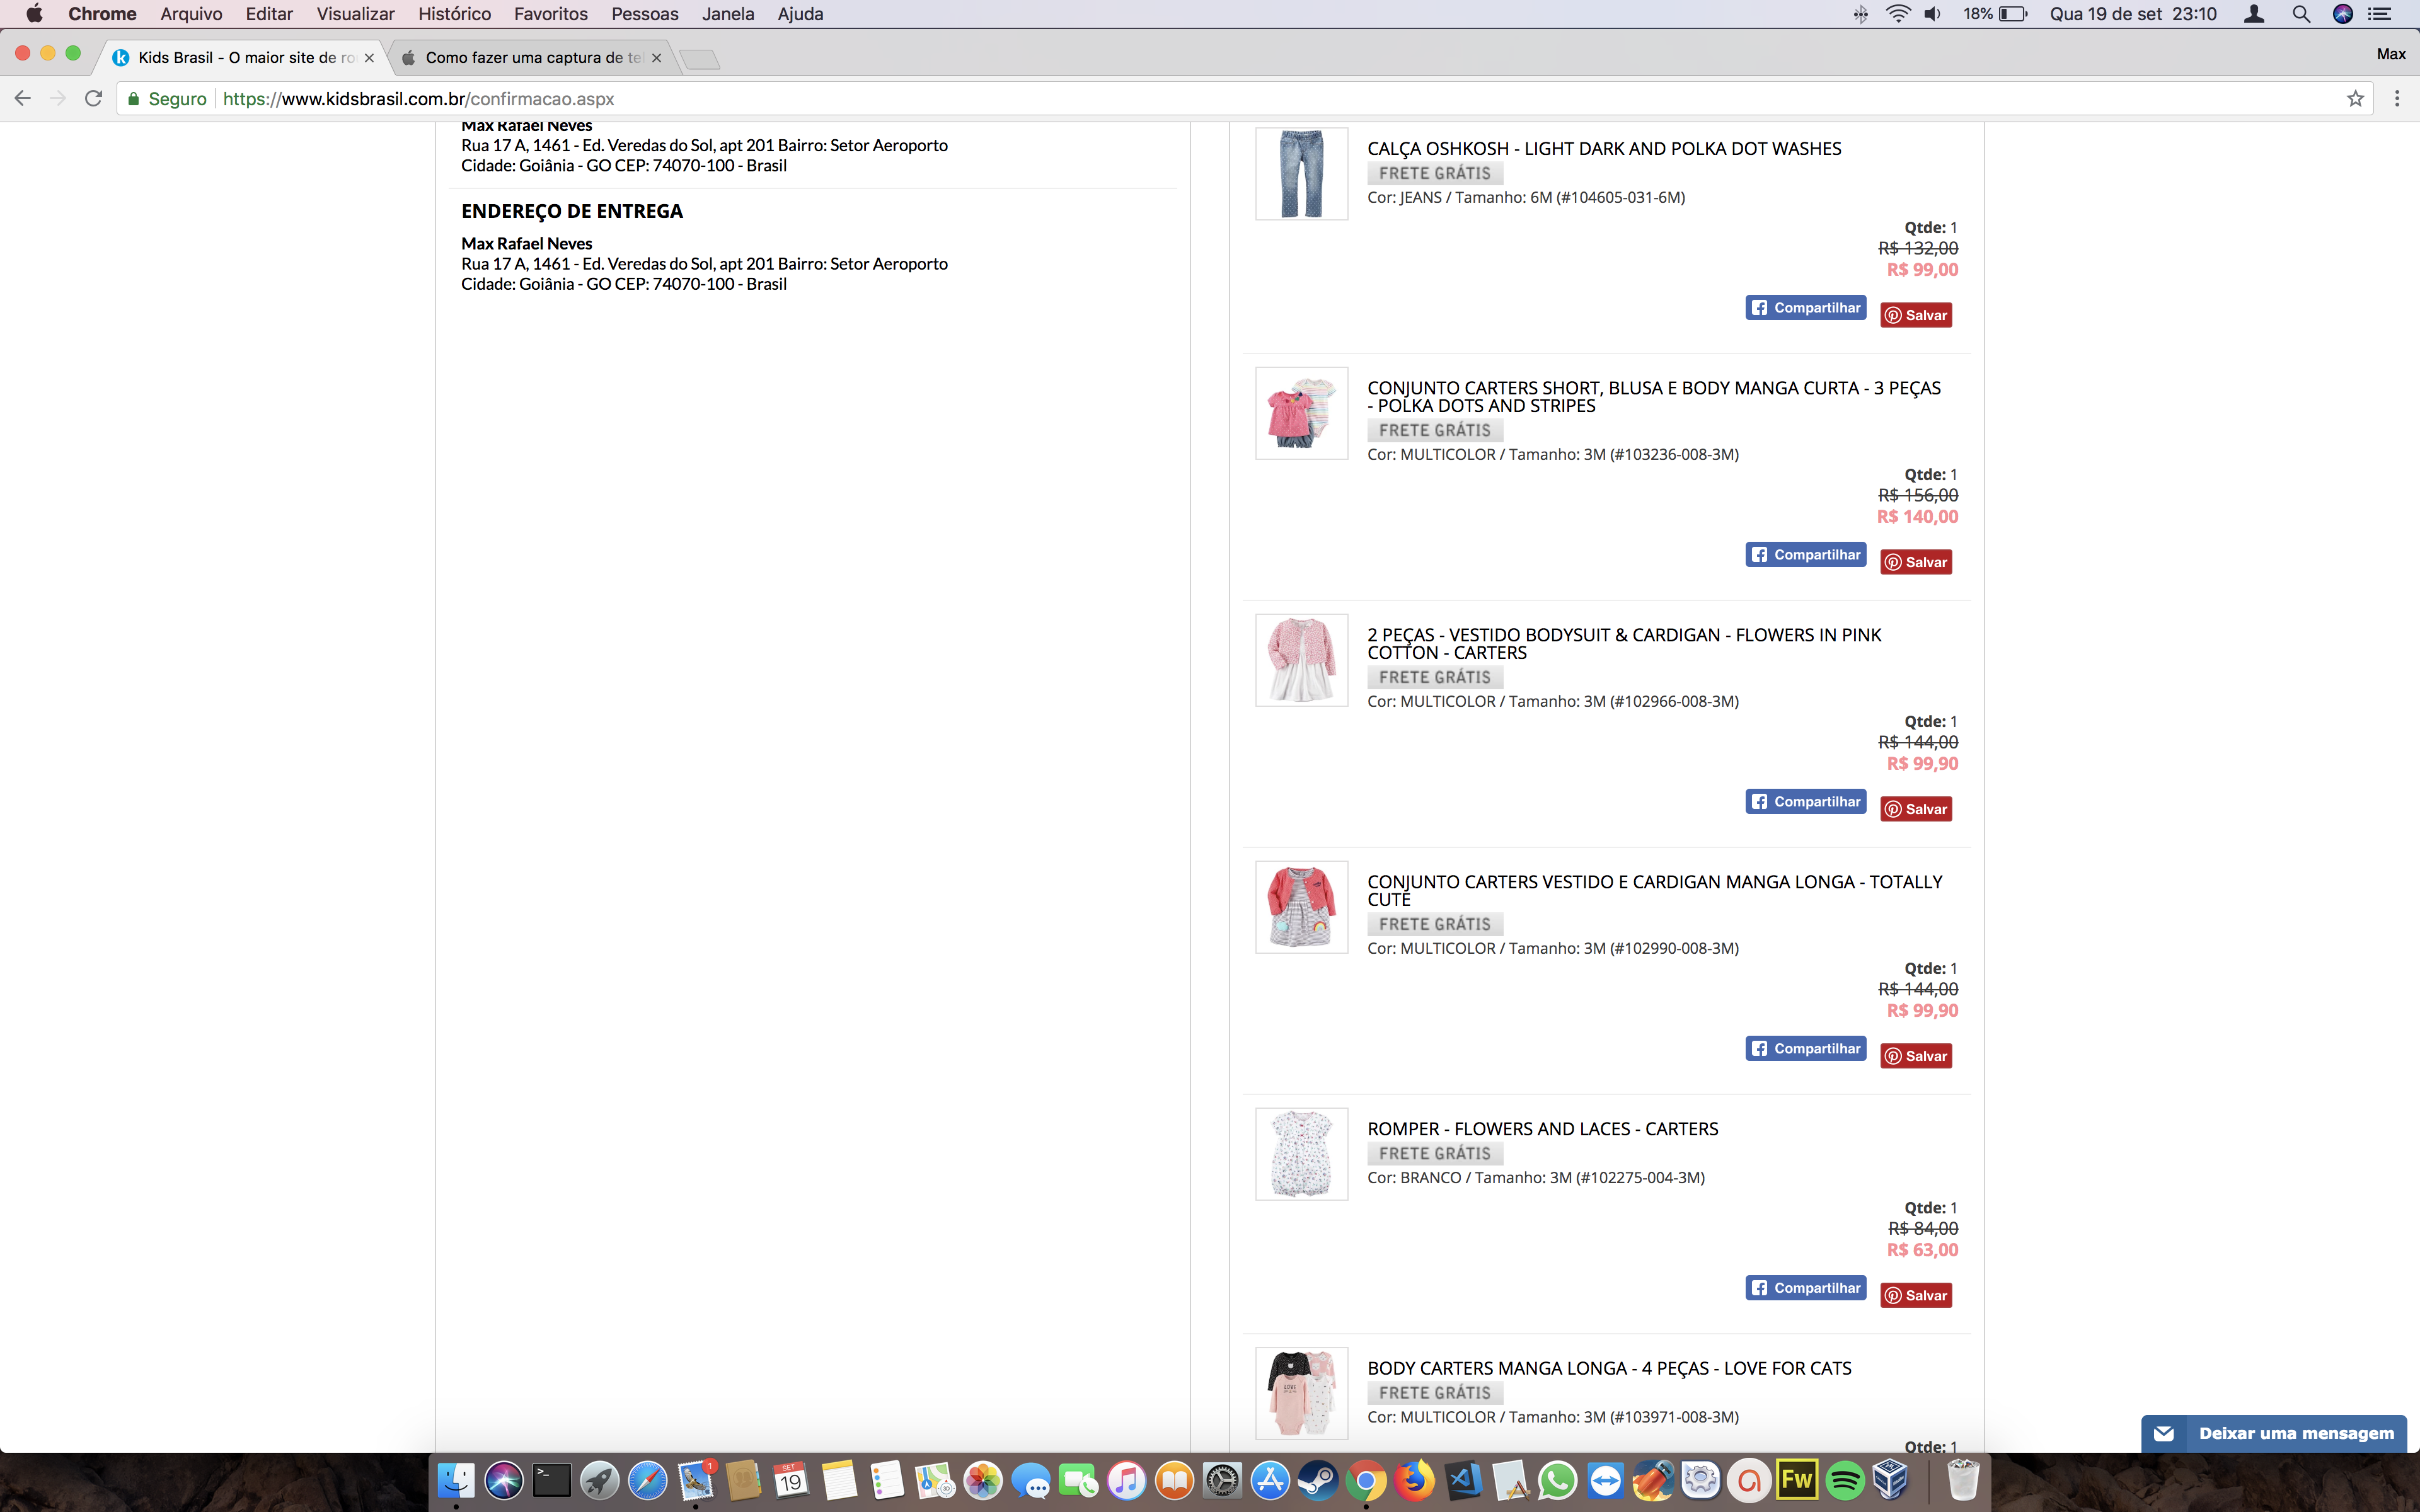 Chrome Arquivo Editar Visualizar Histórico Favoritos Pessoas Janela Ajuda 18% Qua 19 de set 23:10
Kids Brasil - O maior site de ro Como fazer uma captura de tel Max
Seguro https://www.kidsbrasil.com.br/confirmacao.aspx
Max Rafael Neves
Rua 17 A, 1461 - Ed. Veredas do Sol, apt 201 Bairro: Setor Aeroporto
Cidade: Goiânia - GO CEP: 74070-100 - Brasil
ENDEREÇO DE ENTREGA
Max Rafael Neves
Rua 17 A, 1461 - Ed. Veredas do Sol, apt 201 Bairro: Setor Aeroporto
Cidade: Goiânia - GO CEP: 74070-100 - Brasil
CALÇA OSHKOSH - LIGHT DARK AND POLKA DOT WASHES
FRETE GRÁTIS
Cor: JEANS / Tamanho: 6M (#104605-031-6M)
Qtde: 1
R$ 132,00
R$ 99,00
Compartilhar Salvar
CONJUNTO CARTERS SHORT, BLUSA E BODY MANGA CURTA - 3 PEÇAS
- POLKA DOTS AND STRIPES
FRETE GRÁTIS
Cor: MULTICOLOR / Tamanho: 3M (#103236-008-3M)
Qtde: 1
R$ 156,00
R$ 140,00
Compartilhar Salvar
2 PEÇAS - VESTIDO BODYSUIT & CARDIGAN - FLOWERS IN PINK
COTTON - CARTERS
FRETE GRÁTIS
Cor: MULTICOLOR / Tamanho: 3M (#102966-008-3M)
Qtde: 1
R$ 144,00
R$ 99,90
Compartilhar Salvar
CONJUNTO CARTERS VESTIDO E CARDIGAN MANGA LONGA - TOTALLY
CUTE
FRETE GRÁTIS
Cor: MULTICOLOR / Tamanho: 3M (#102990-008-3M)
Qtde: 1
R$ 144,00
R$ 99,90
Compartilhar Salvar
ROMPER - FLOWERS AND LACES - CARTERS
FRETE GRÁTIS
Cor: BRANCO / Tamanho: 3M (#102275-004-3M)
Qtde: 1
R$ 84,00
R$ 63,00
Compartilhar Salvar
BODY CARTERS MANGA LONGA - 4 PEÇAS - LOVE FOR CATS
FRETE GRÁTIS
Cor: MULTICOLOR / Tamanho: 3M (#103971-008-3M)
Qtde: 1
Deixar uma mensagem
1 SET 19 Fw